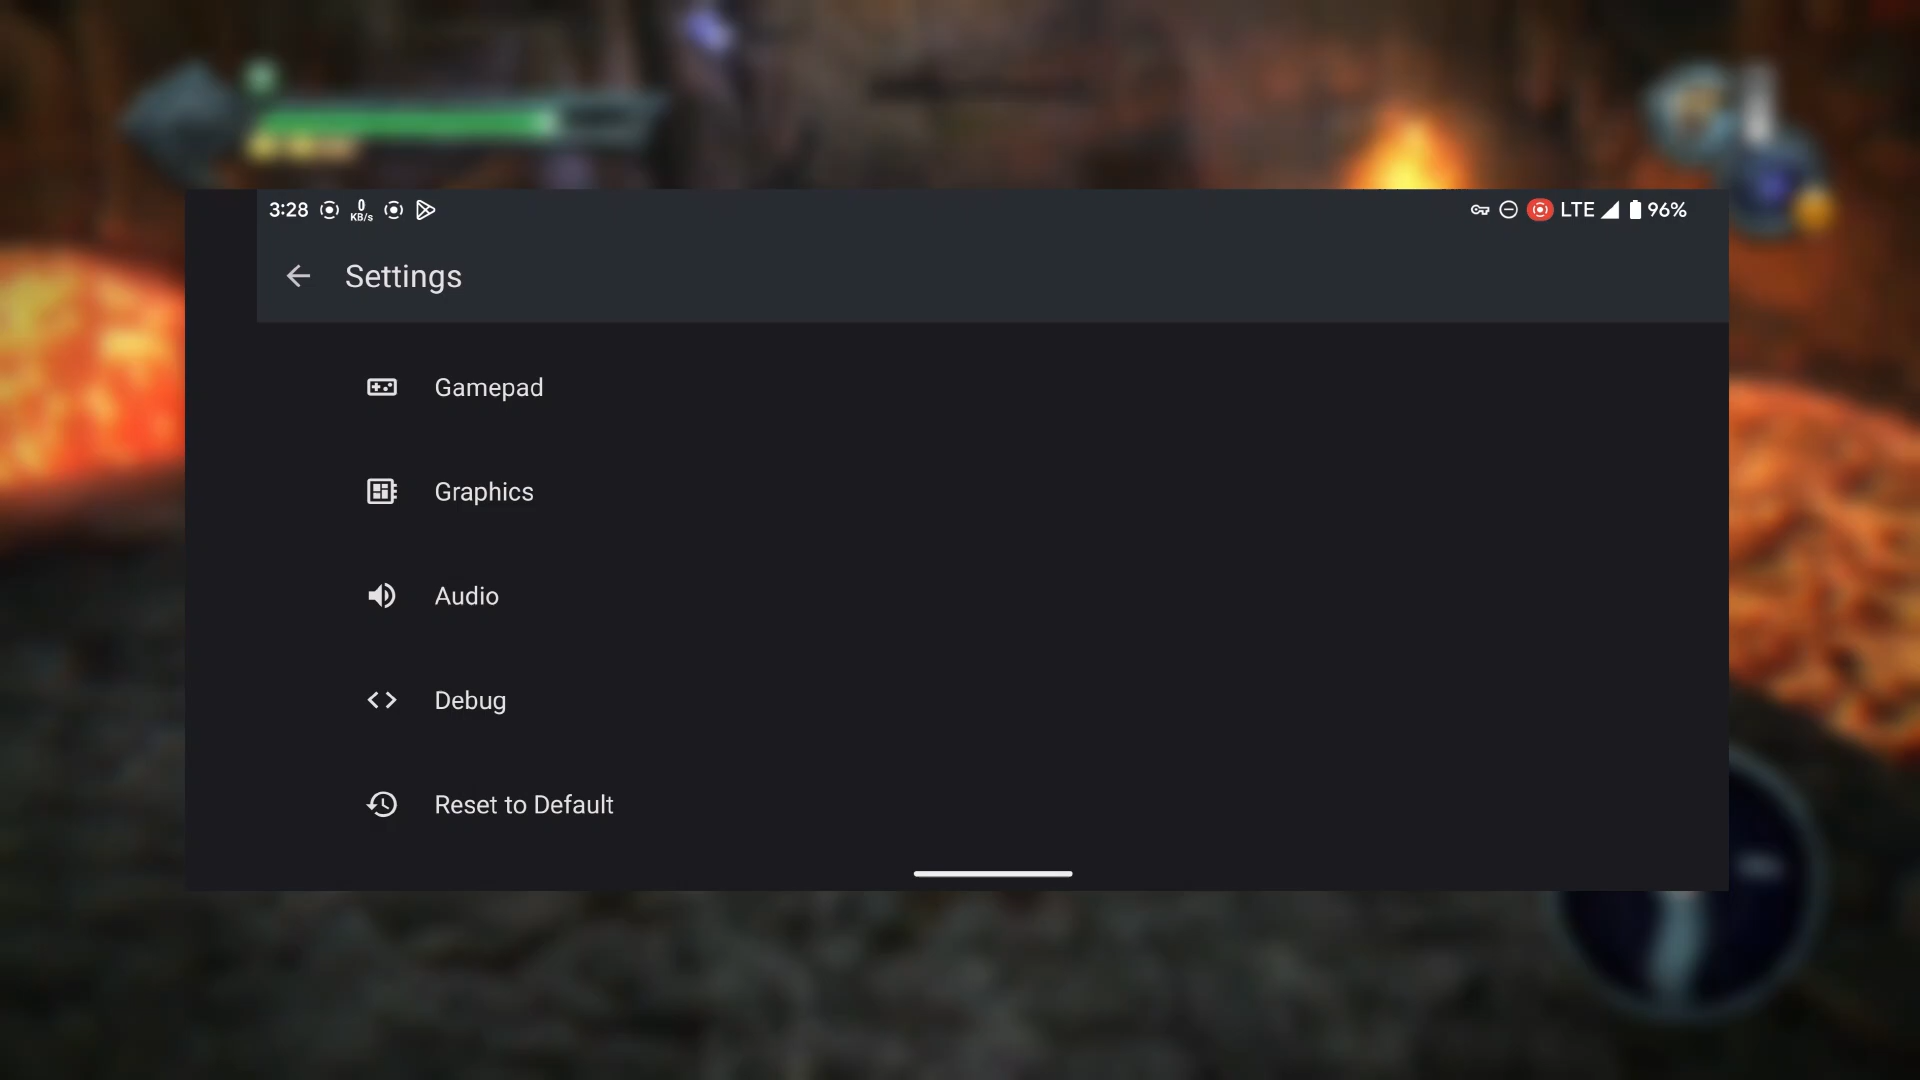 3:28 0 KB/s LTE 96%
Settings
Gamepad
Graphics
Audio
Debug
Reset to Default